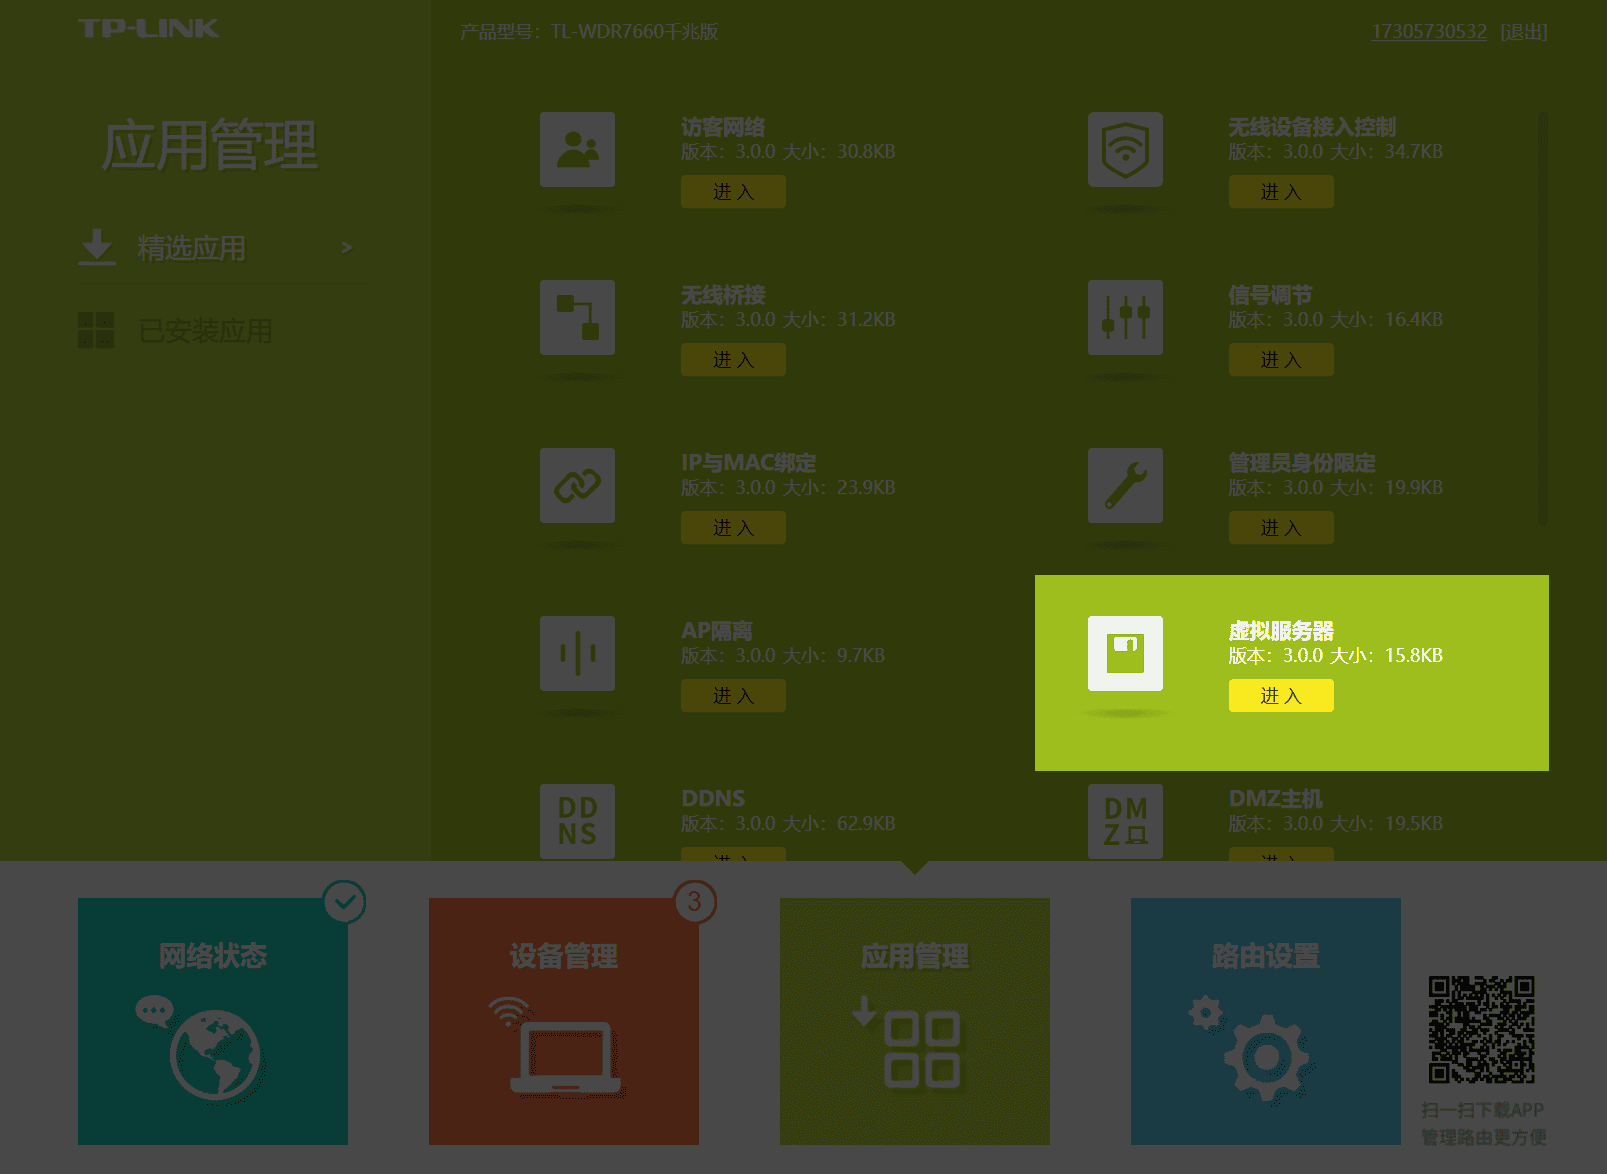 TP-LINK
产品型号：TL-WDR7660千兆版
17305730532 [退出]
应用管理
精选应用 >
已安装应用
访客网络
版本：3.0.0 大小：30.8KB
进 入
无线设备接入控制
版本：3.0.0 大小：34.7KB
进 入
无线桥接
版本：3.0.0 大小：31.2KB
进 入
信号调节
版本：3.0.0 大小：16.4KB
进 入
IP与MAC绑定
版本：3.0.0 大小：23.9KB
进 入
管理员身份限定
版本：3.0.0 大小：19.9KB
进 入
AP隔离
版本：3.0.0 大小：9.7KB
进 入
虚拟服务器
版本：3.0.0 大小：15.8KB
进 入
DD
NS
DDNS
版本：3.0.0 大小：62.9KB
进 入
DM
Z
DMZ主机
版本：3.0.0 大小：19.5KB
进 入
网络状态
设备管理
3
应用管理
路由设置
扫一扫下载APP
管理路由更方便